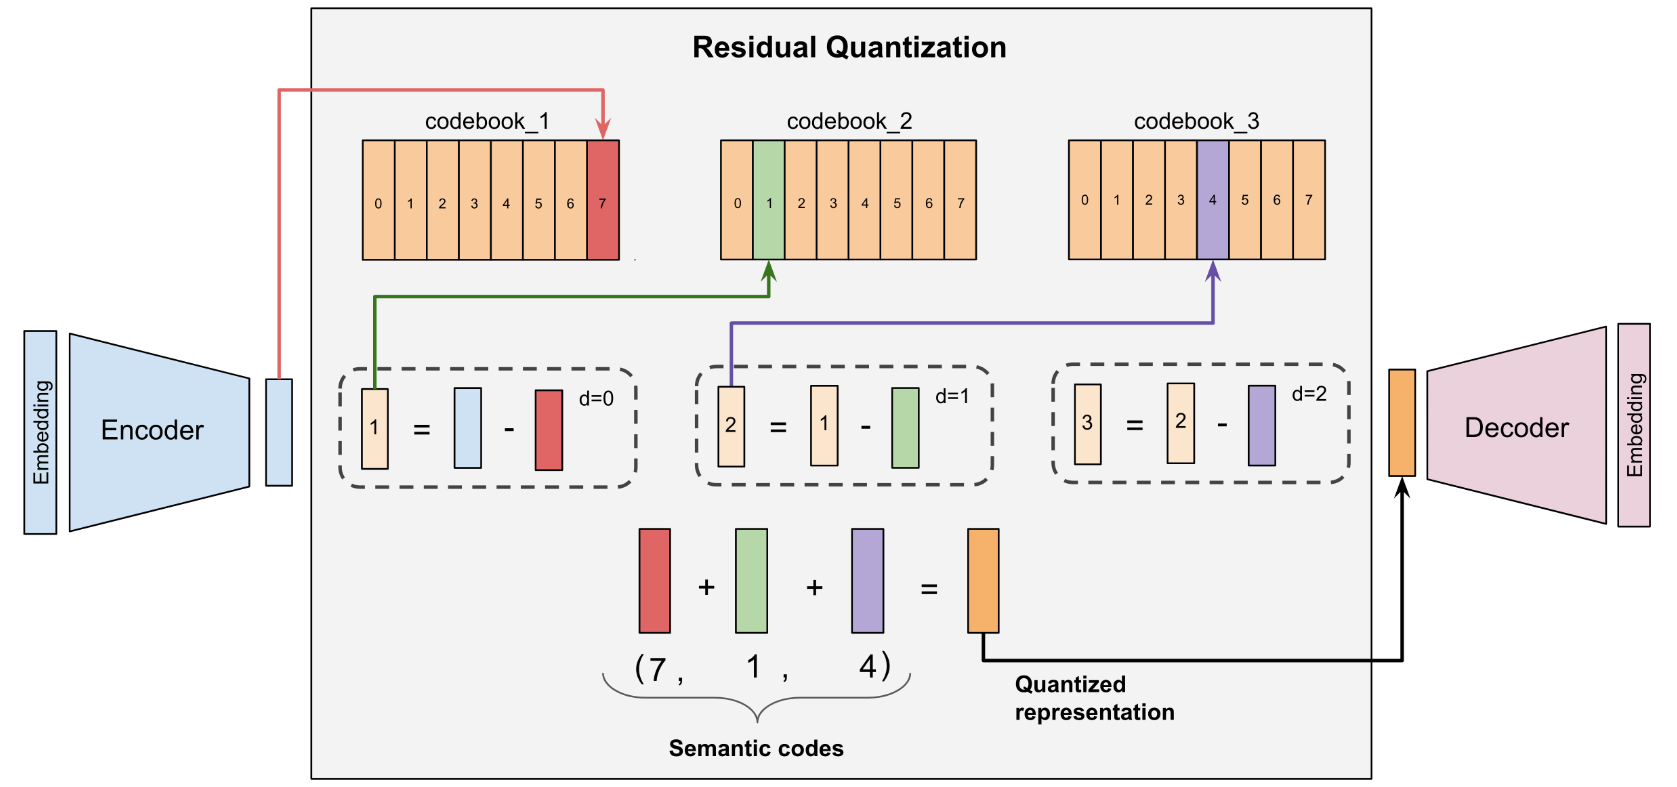 Residual Quantization
codebook_1
codebook_2
codebook_3
0 1 2 3 4 5 6 7
0 1 2 3 4 5 6 7
0 1 2 3 4 5 6 7
Embedding
Encoder
1 = - d=0
2 = 1 - d=1
3 = 2 - d=2
Decoder
Embedding
+ + =
(7, 1, 4)
Quantized
representation
Semantic codes